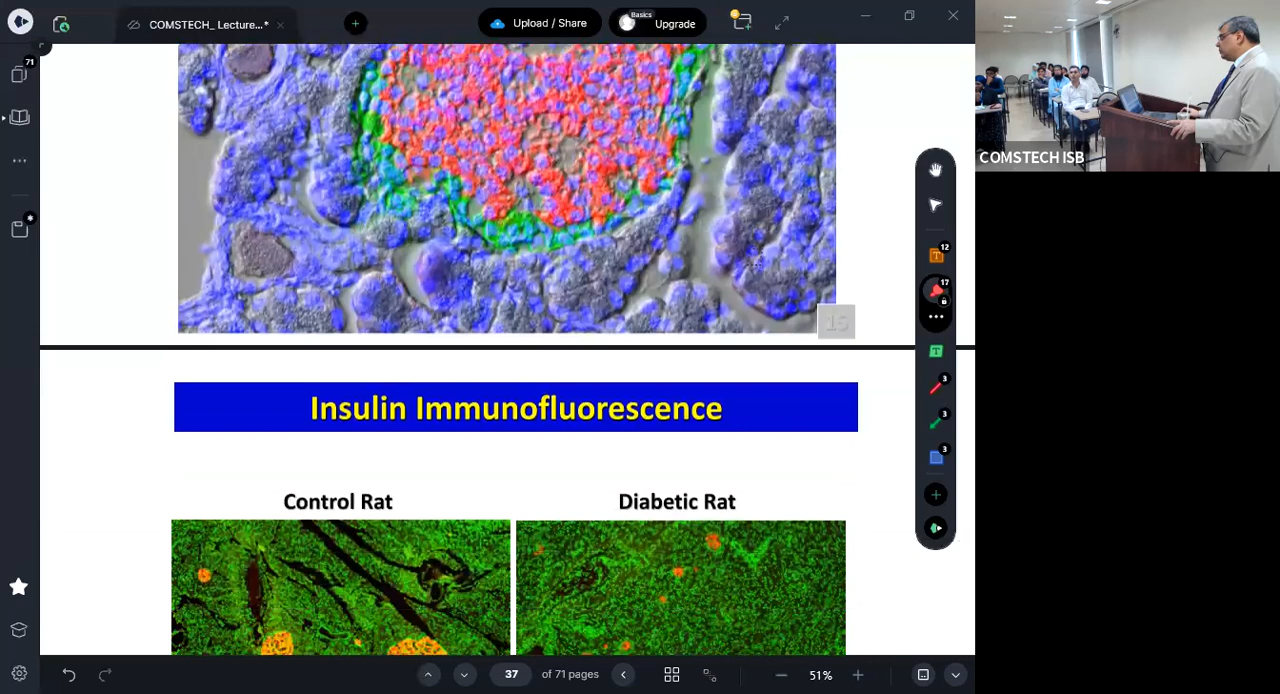 COMSTECH_ Lecture...*
Upload / Share
Basics
Upgrade
71
COMSTECH ISB
12
17
T
3
3
3
15
Insulin Immunofluorescence
Control Rat
Diabetic Rat
37 of 71 pages
51%